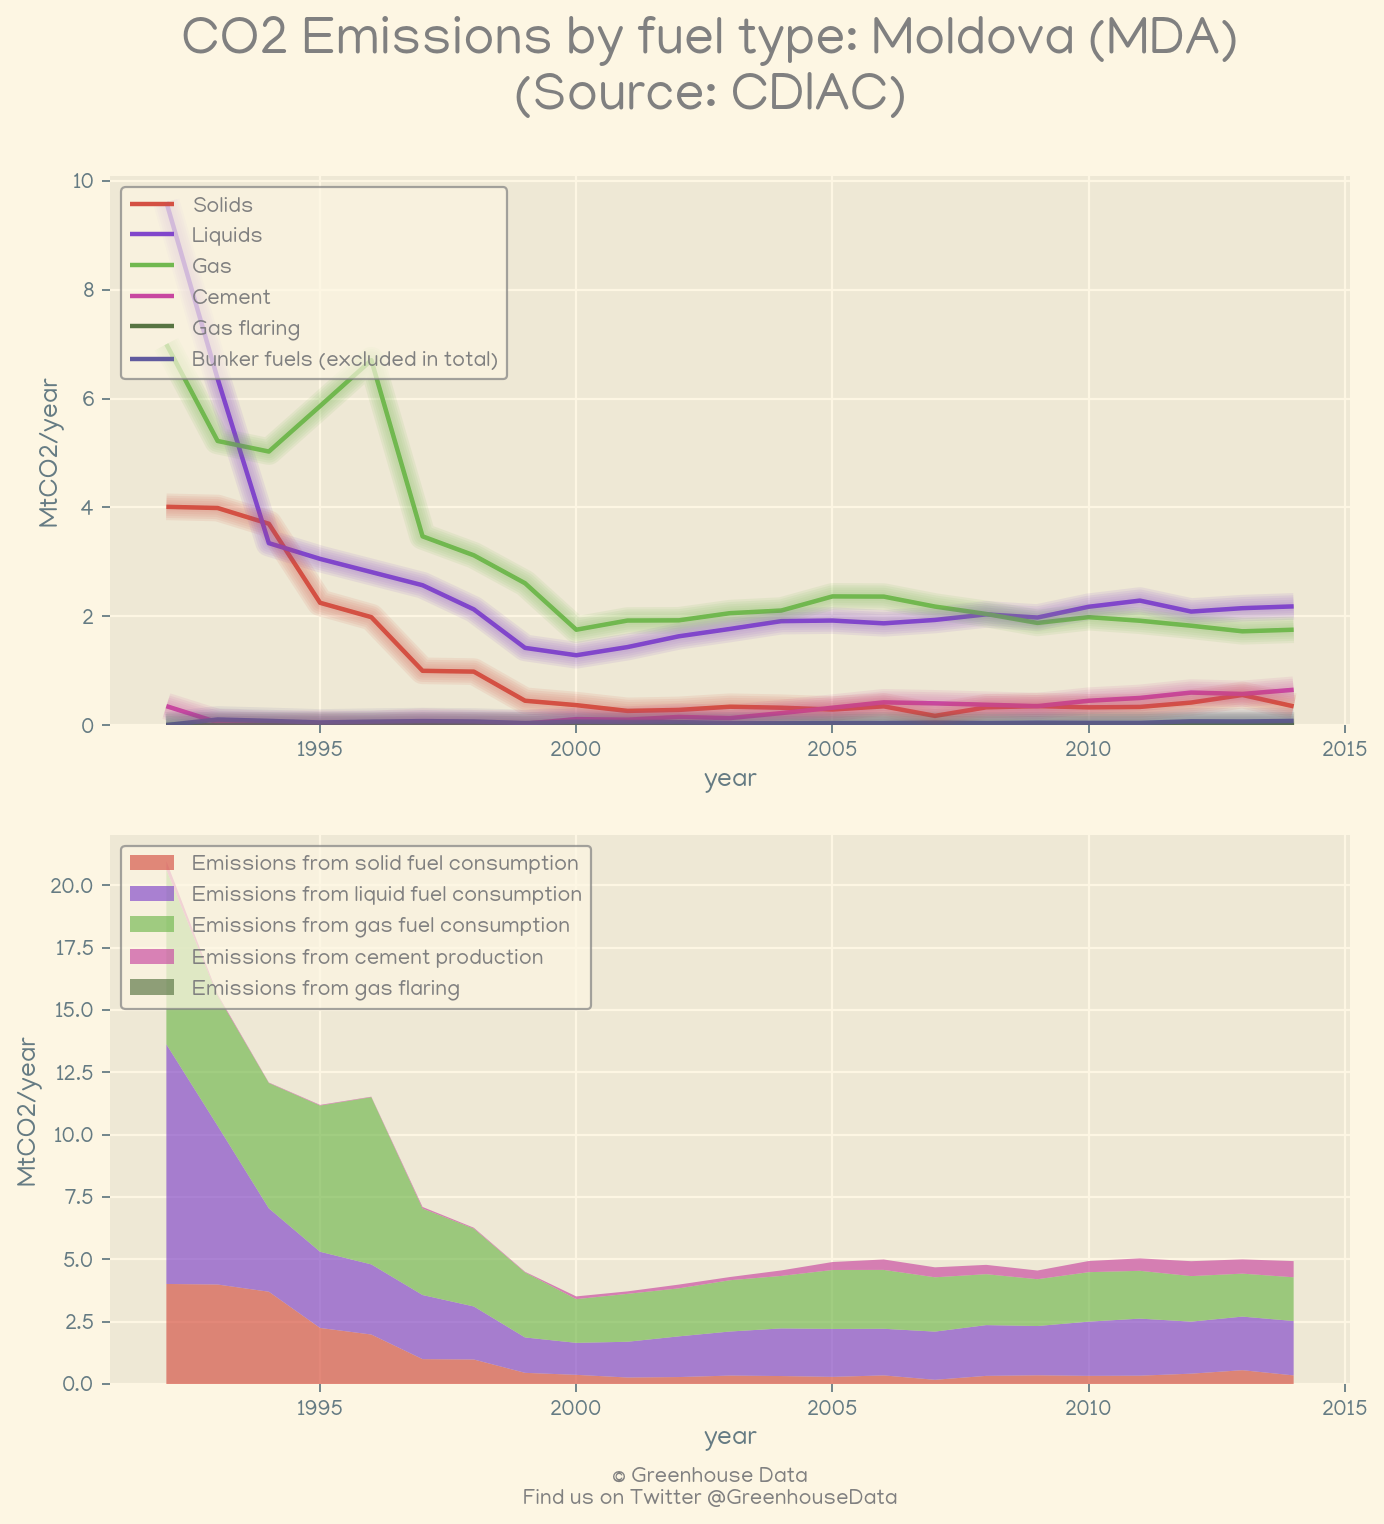 CO2 Emissions by fuel type: Moldova (MDA)
(Source: CDIAC)
10
8
6
4
2
0
MtCO2/year
Solids
Liquids
Gas
Cement
Gas flaring
Bunker fuels (excluded in total)
1995
2000
2005
2010
2015
year
20.0
17.5
15.0
12.5
10.0
7.5
5.0
2.5
0.0
MtCO2/year
Emissions from solid fuel consumption
Emissions from liquid fuel consumption
Emissions from gas fuel consumption
Emissions from cement production
Emissions from gas flaring
1995
2000
2005
2010
2015
year
© Greenhouse Data
Find us on Twitter @GreenhouseData